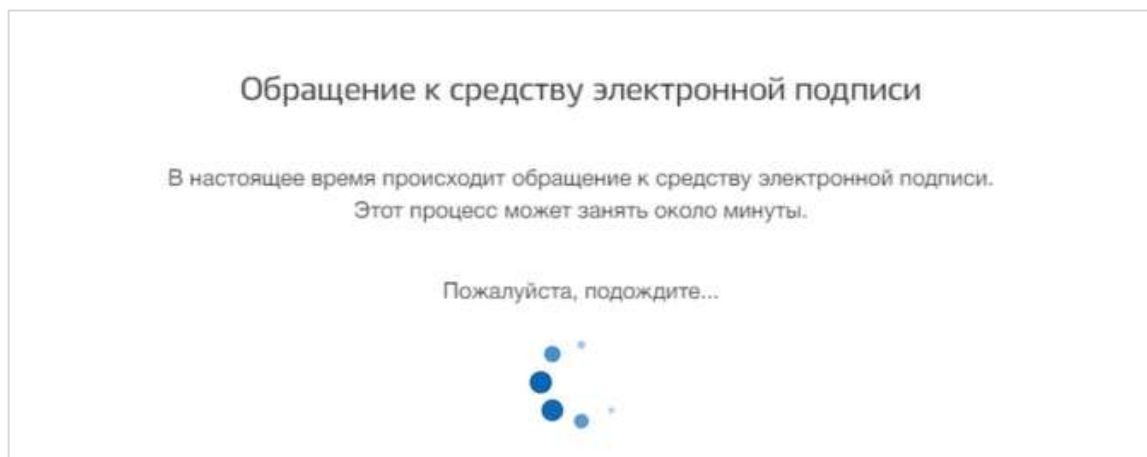 Обращение к средству электронной подписи
В настоящее время происходит обращение к средству электронной подписи.
Этот процесс может занять около минуты.
Пожалуйста, подождите...